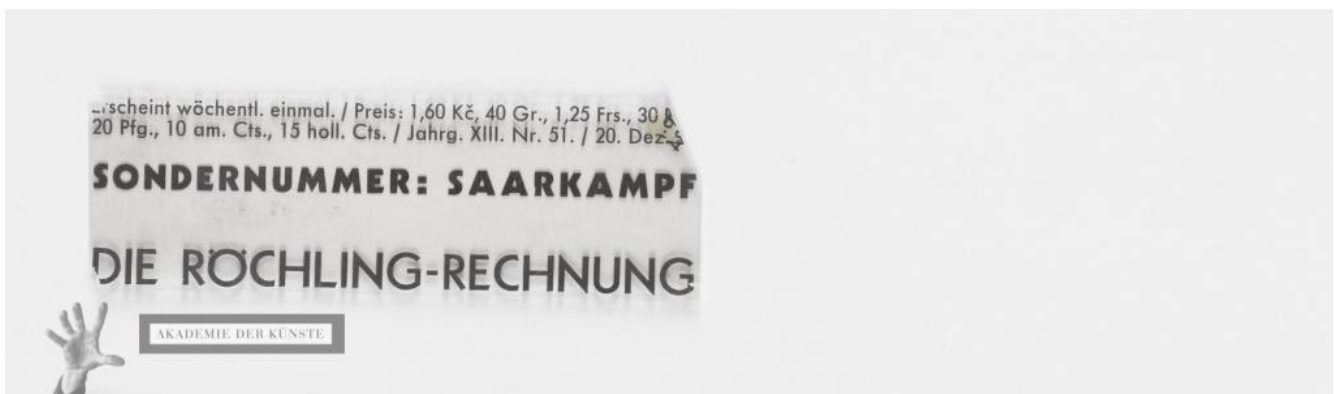 scheint wöchentl. einmal. / Preis: 1,60 Kč, 40 Gr., 1,25 Frs., 30
20 Pfg., 10 am. Cts., 15 holl. Cts. / Jahrg. XIII. Nr. 51. / 20. Dez.
SONDERNUMMER: SAARKAMPF
DIE RÖCHLING-RECHNUNG
AKADEMIE DER KÜNSTE